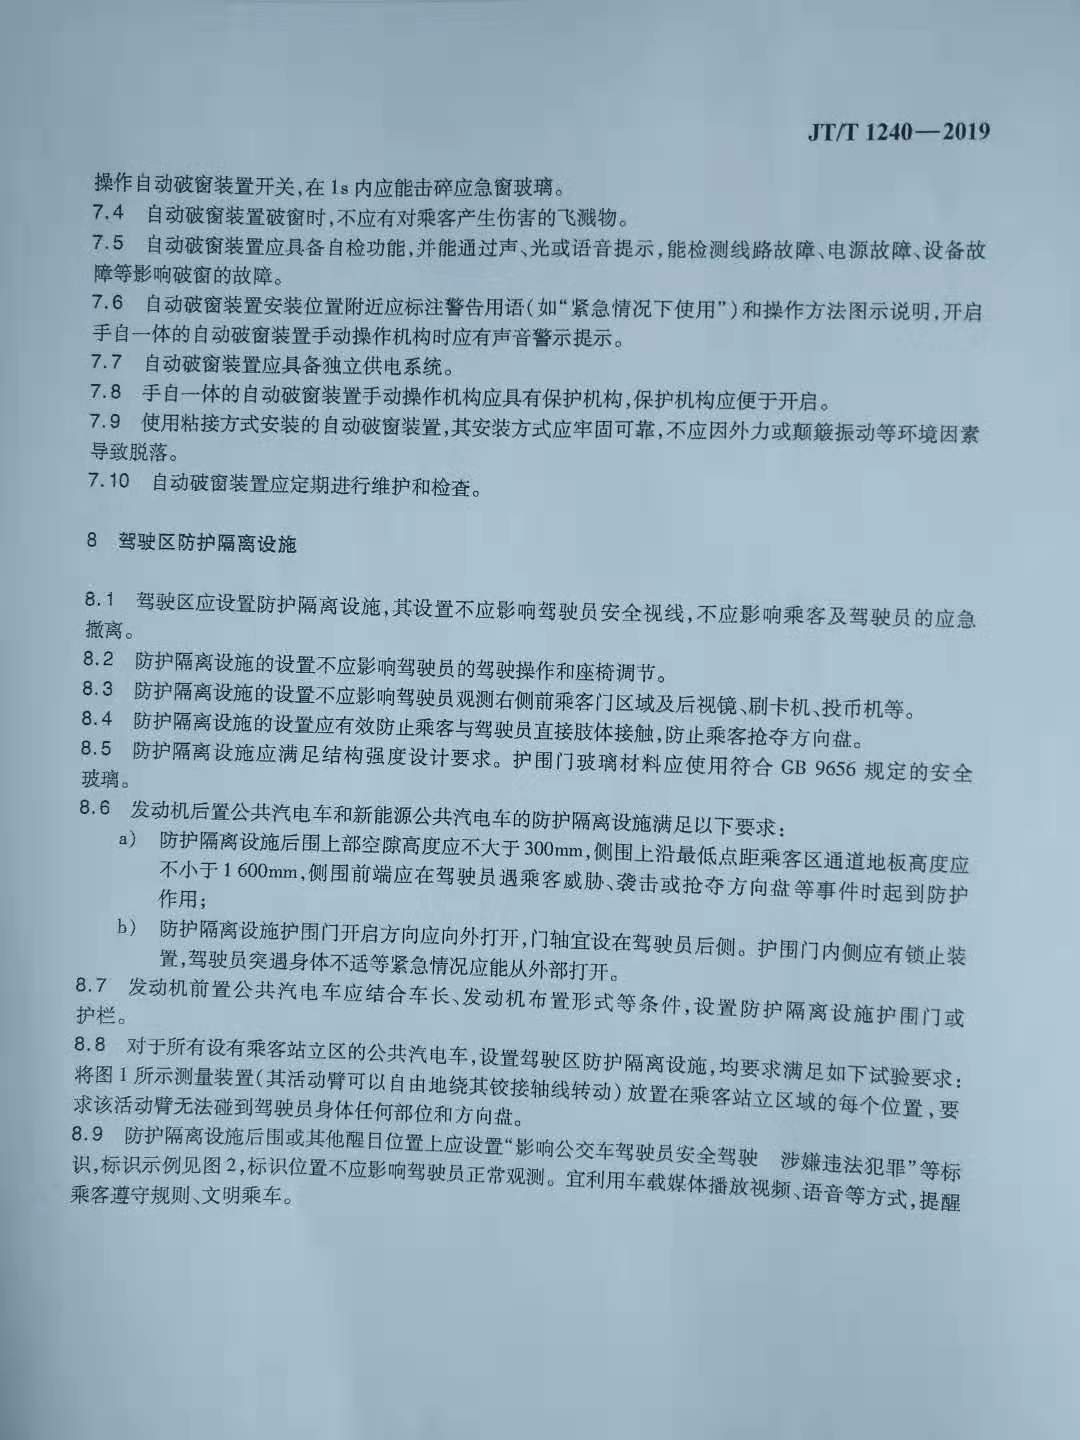 JT/T 1240—2019
操作自动破窗装置开关,在 1s 内应能击碎应急窗玻璃。
7.4 自动破窗装置破窗时,不应有对乘客产生伤害的飞溅物。
7.5 自动破窗装置应具备自检功能,并能通过声、光或语音提示,能检测线路故障、电源故障、设备故
障等影响破窗的故障。
7.6 自动破窗装置安装位置附近应标注警告用语(如“紧急情况下使用”)和操作方法图示说明,开启
手自一体的自动破窗装置手动操作机构时应有声音警示提示。
7.7 自动破窗装置应具备独立供电系统。
7.8 手自一体的自动破窗装置手动操作机构应具有保护机构,保护机构应便于开启。
7.9 使用粘接方式安装的自动破窗装置,其安装方式应牢固可靠,不应因外力或颠簸振动等环境因素
导致脱落。
7.10 自动破窗装置应定期进行维护和检查。
8 驾驶区防护隔离设施
8.1 驾驶区应设置防护隔离设施,其设置不应影响驾驶员安全视线,不应影响乘客及驾驶员的应急
撤离。
8.2 防护隔离设施的设置不应影响驾驶员的驾驶操作和座椅调节。
8.3 防护隔离设施的设置不应影响驾驶员观测右侧前乘客门区域及后视镜、刷卡机、投币机等。
8.4 防护隔离设施的设置应有效防止乘客与驾驶员直接肢体接触,防止乘客抢夺方向盘。
8.5 防护隔离设施应满足结构强度设计要求。护围门玻璃材料应使用符合 GB 9656 规定的安全
玻璃。
8.6 发动机后置公共汽电车和新能源公共汽电车的防护隔离设施满足以下要求:
a) 防护隔离设施后围上部空隙高度应不大于 300mm,侧围上沿最低点距乘客区通道地板高度应
不小于 1 600mm,侧围前端应在驾驶员遇乘客威胁、袭击或抢夺方向盘等事件时起到防护
作用;
b) 防护隔离设施护围门开启方向应向外打开,门轴宜设在驾驶员后侧。护围门内侧应有锁止装
置,驾驶员突遇身体不适等紧急情况应能从外部打开。
8.7 发动机前置公共汽电车应结合车长、发动机布置形式等条件,设置防护隔离设施护围门或
护栏。
8.8 对于所有设有乘客站立区的公共汽电车,设置驾驶区防护隔离设施,均要求满足如下试验要求:
将图 1 所示测量装置(其活动臂可以自由地绕其铰接轴线转动)放置在乘客站立区域的每个位置,要
求该活动臂无法碰到驾驶员身体任何部位和方向盘。
8.9 防护隔离设施后围或其他醒目位置上应设置“影响公交车驾驶员安全驾驶 涉嫌违法犯罪”等标
识,标识示例见图 2,标识位置不应影响驾驶员正常观测。宜利用车载媒体播放视频、语音等方式,提醒
乘客遵守规则、文明乘车。